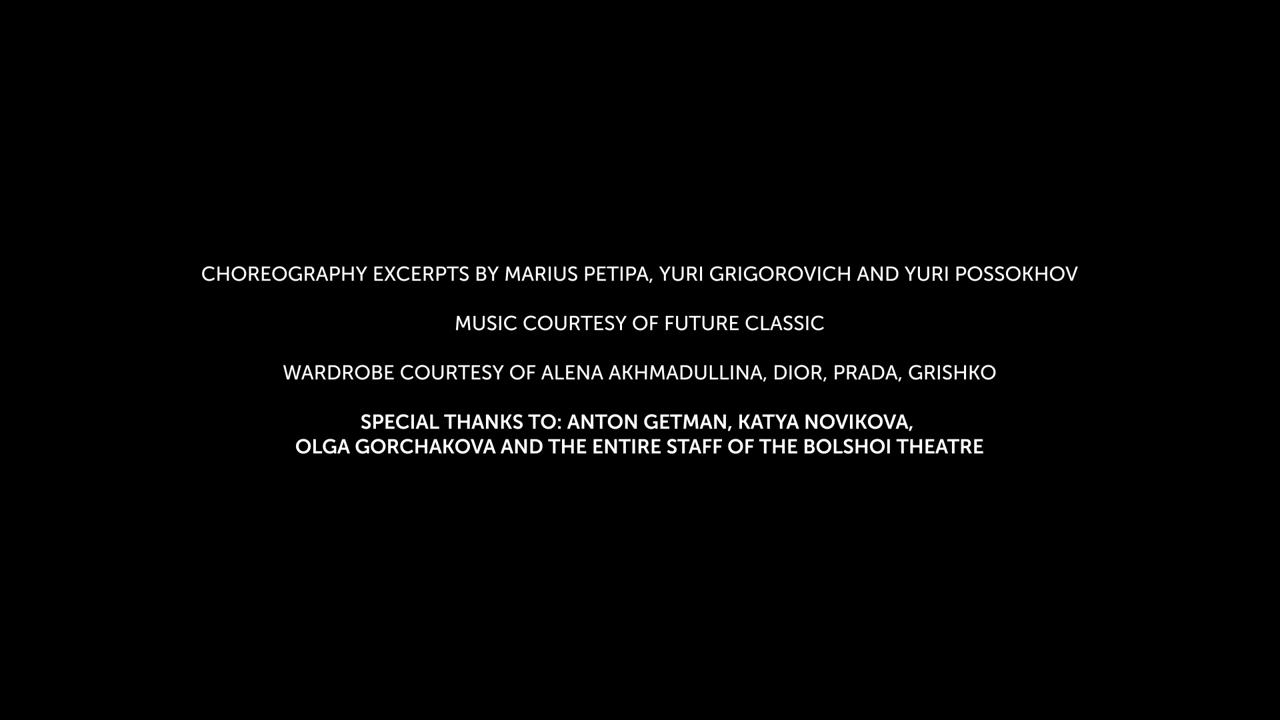 CHOREOGRAPHY EXCERPTS BY MARIUS PETIPA, YURI GRIGOROVICH AND YURI POSSOKHOV
MUSIC COURTESY OF FUTURE CLASSIC
WARDROBE COURTESY OF ALENA AKHMADULLINA, DIOR, PRADA, GRISHKO
SPECIAL THANKS TO: ANTON GETMAN, KATYA NOVIKOVA,
OLGA GORCHAKOVA AND THE ENTIRE STAFF OF THE BOLSHOI THEATRE